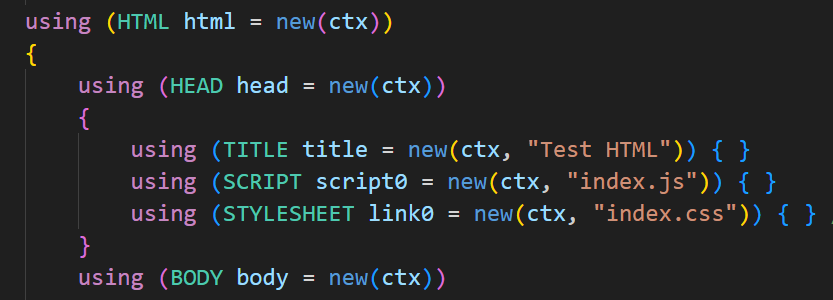 using (HTML html = new(ctx))
{
    using (HEAD head = new(ctx))
    {
        using (TITLE title = new(ctx, "Test HTML")) { }
        using (SCRIPT script0 = new(ctx, "index.js")) { }
        using (STYLESHEET link0 = new(ctx, "index.css")) { }
    }
    using (BODY body = new(ctx))